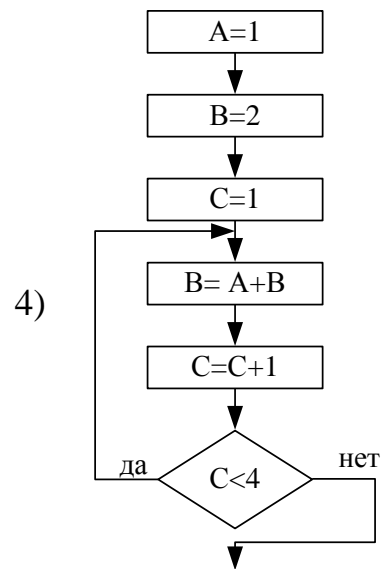 A=1
B=2
C=1
B= A+B
4)
C=C+1
да
C<4
нет